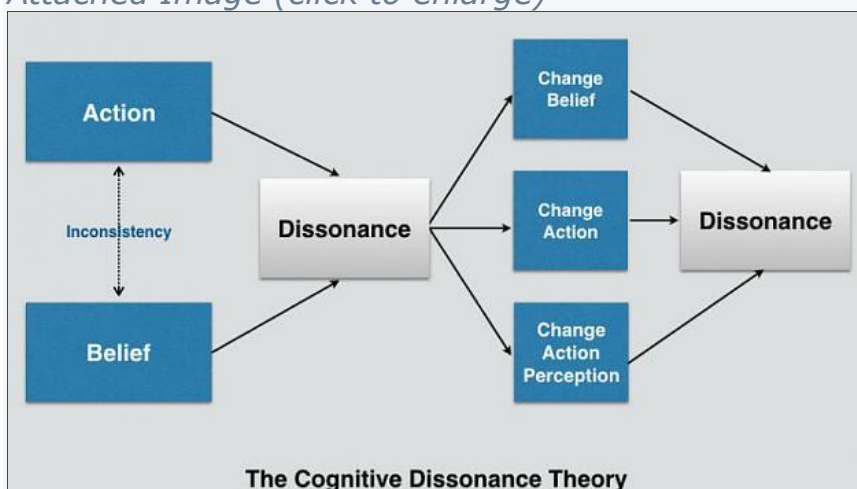 Attached Image (click to enlarge)
Action
Inconsistency
Belief
Dissonance
Change
Belief
Change
Action
Change
Action
Perception
Dissonance
The Cognitive Dissonance Theory